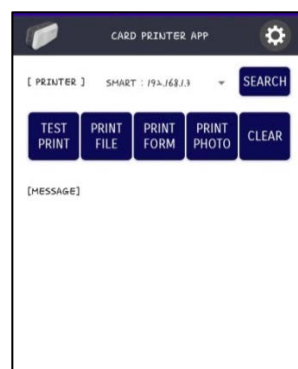 CARD PRINTER APP
[ PRINTER ] SMART : 192.168.1.3 SEARCH
TEST PRINT PRINT PRINT CLEAR
PRINT FILE FORM PHOTO
[MESSAGE]